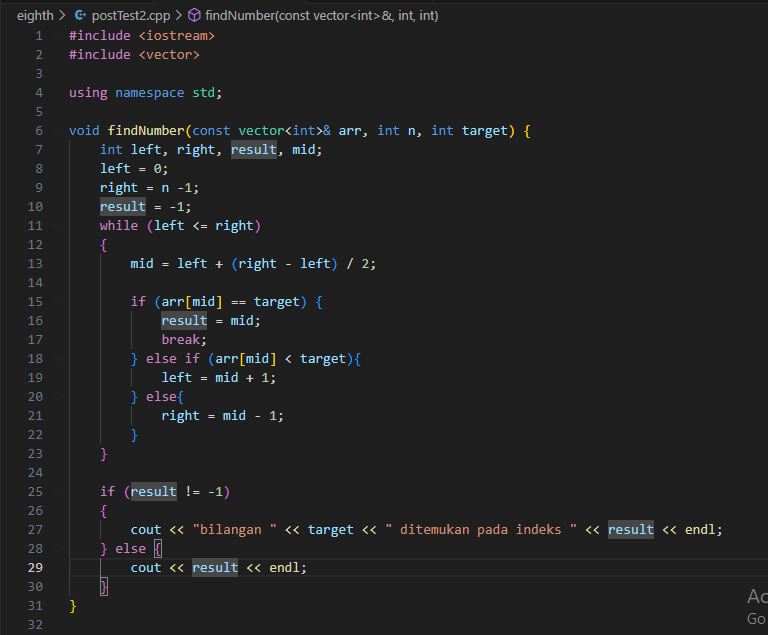 eighth > postTest2.cpp > findNumber(const vector<int>&, int, int)
1 #include <iostream>
2 #include <vector>
3
4 using namespace std;
5
6 void findNumber(const vector<int>& arr, int n, int target) {
7     int left, right, result, mid;
8     left = 0;
9     right = n -1;
10     result = -1;
11     while (left <= right)
12     {
13         mid = left + (right - left) / 2;
14
15         if (arr[mid] == target) {
16             result = mid;
17             break;
18         } else if (arr[mid] < target){
19             left = mid + 1;
20         } else{
21             right = mid - 1;
22         }
23     }
24
25     if (result != -1)
26     {
27         cout << "bilangan " << target << " ditemukan pada indeks " << result << endl;
28     } else {
29         cout << result << endl;
30     }
31 }
32
Go